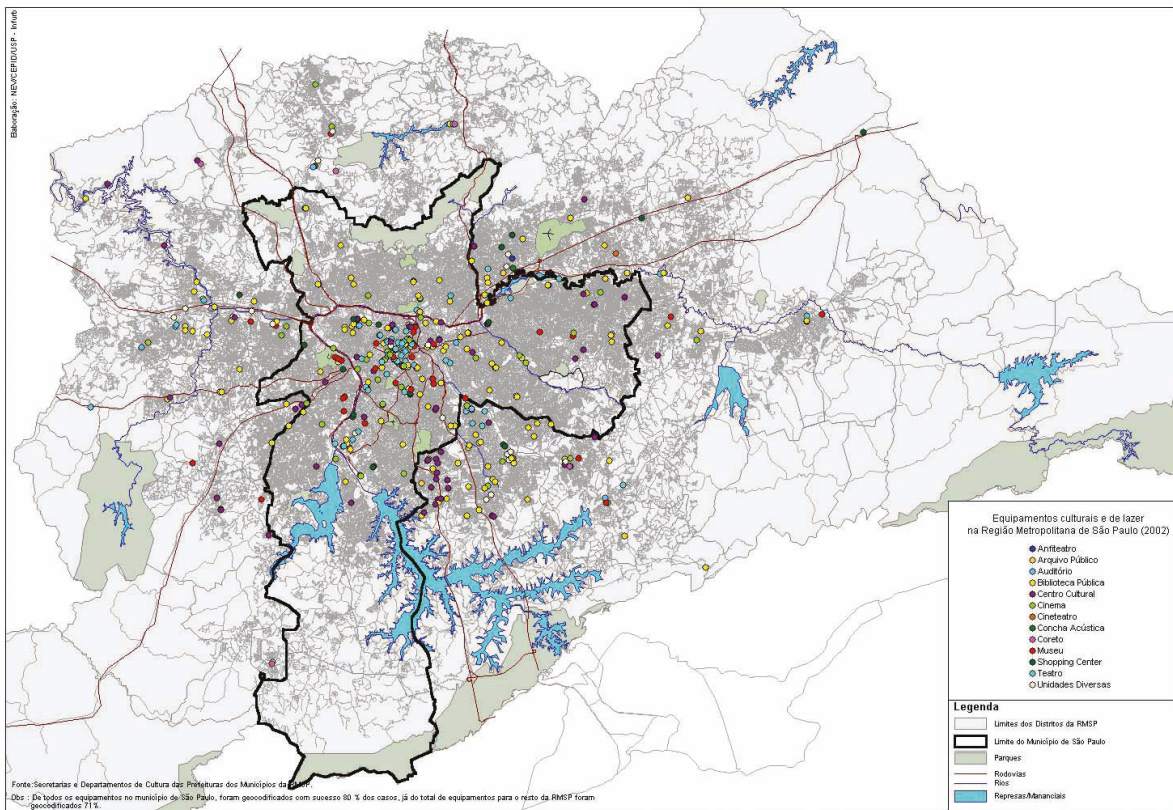 Elaboração: NEV/CEPID/USP - Infurb
Equipamentos culturais e de lazer
na Região Metropolitana de São Paulo (2002)
Anfiteatro
Arquivo Público
Auditório
Biblioteca Pública
Centro Cultural
Cinema
Cineteatro
Concha Acústica
Coreto
Museu
Shopping Center
Teatro
Unidades Diversas
Legenda
Limites dos Distritos da RMSP
Limite do Município de São Paulo
Parques
Rodovias
Rios
Represas/Mananciais
Fonte: Secretarias e Departamentos de Cultura das Prefeituras dos Municípios da RMSP.
Obs : De todos os equipamentos no município de São Paulo, foram geocodificados com sucesso 80 % dos casos, já do total de equipamentos para o resto da RMSP foram
geocodificados 71%.